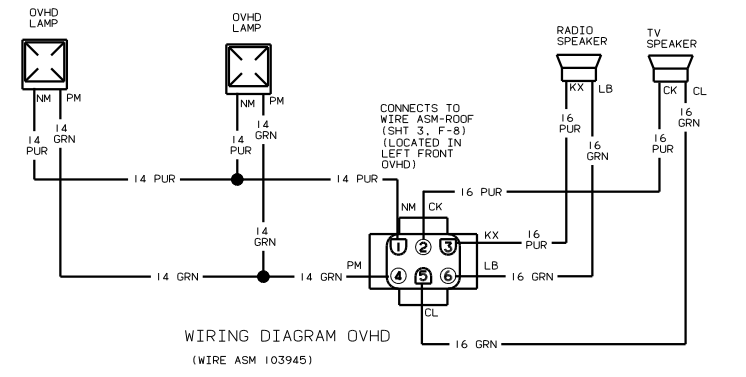 OVHD
LAMP
OVHD
LAMP
RADIO
SPEAKER
TV
SPEAKER
NM
PM
NM
PM
KX
LB
CK
CL
14
PUR
14
GRN
14
PUR
14
GRN
CONNECTS TO
WIRE ASM-ROOF
(SHT 3, F-8)
(LOCATED IN
LEFT FRONT
OVHD)
16
PUR
16
GRN
16
PUR
16
GRN
14 PUR
14 PUR
16 PUR
NM
CK
14
GRN
1
2
3
KX
16
PUR
PM
LB
14 GRN
14 GRN
4
5
6
16 GRN
CL
WIRING DIAGRAM OVHD
16 GRN
(WIRE ASM 103945)